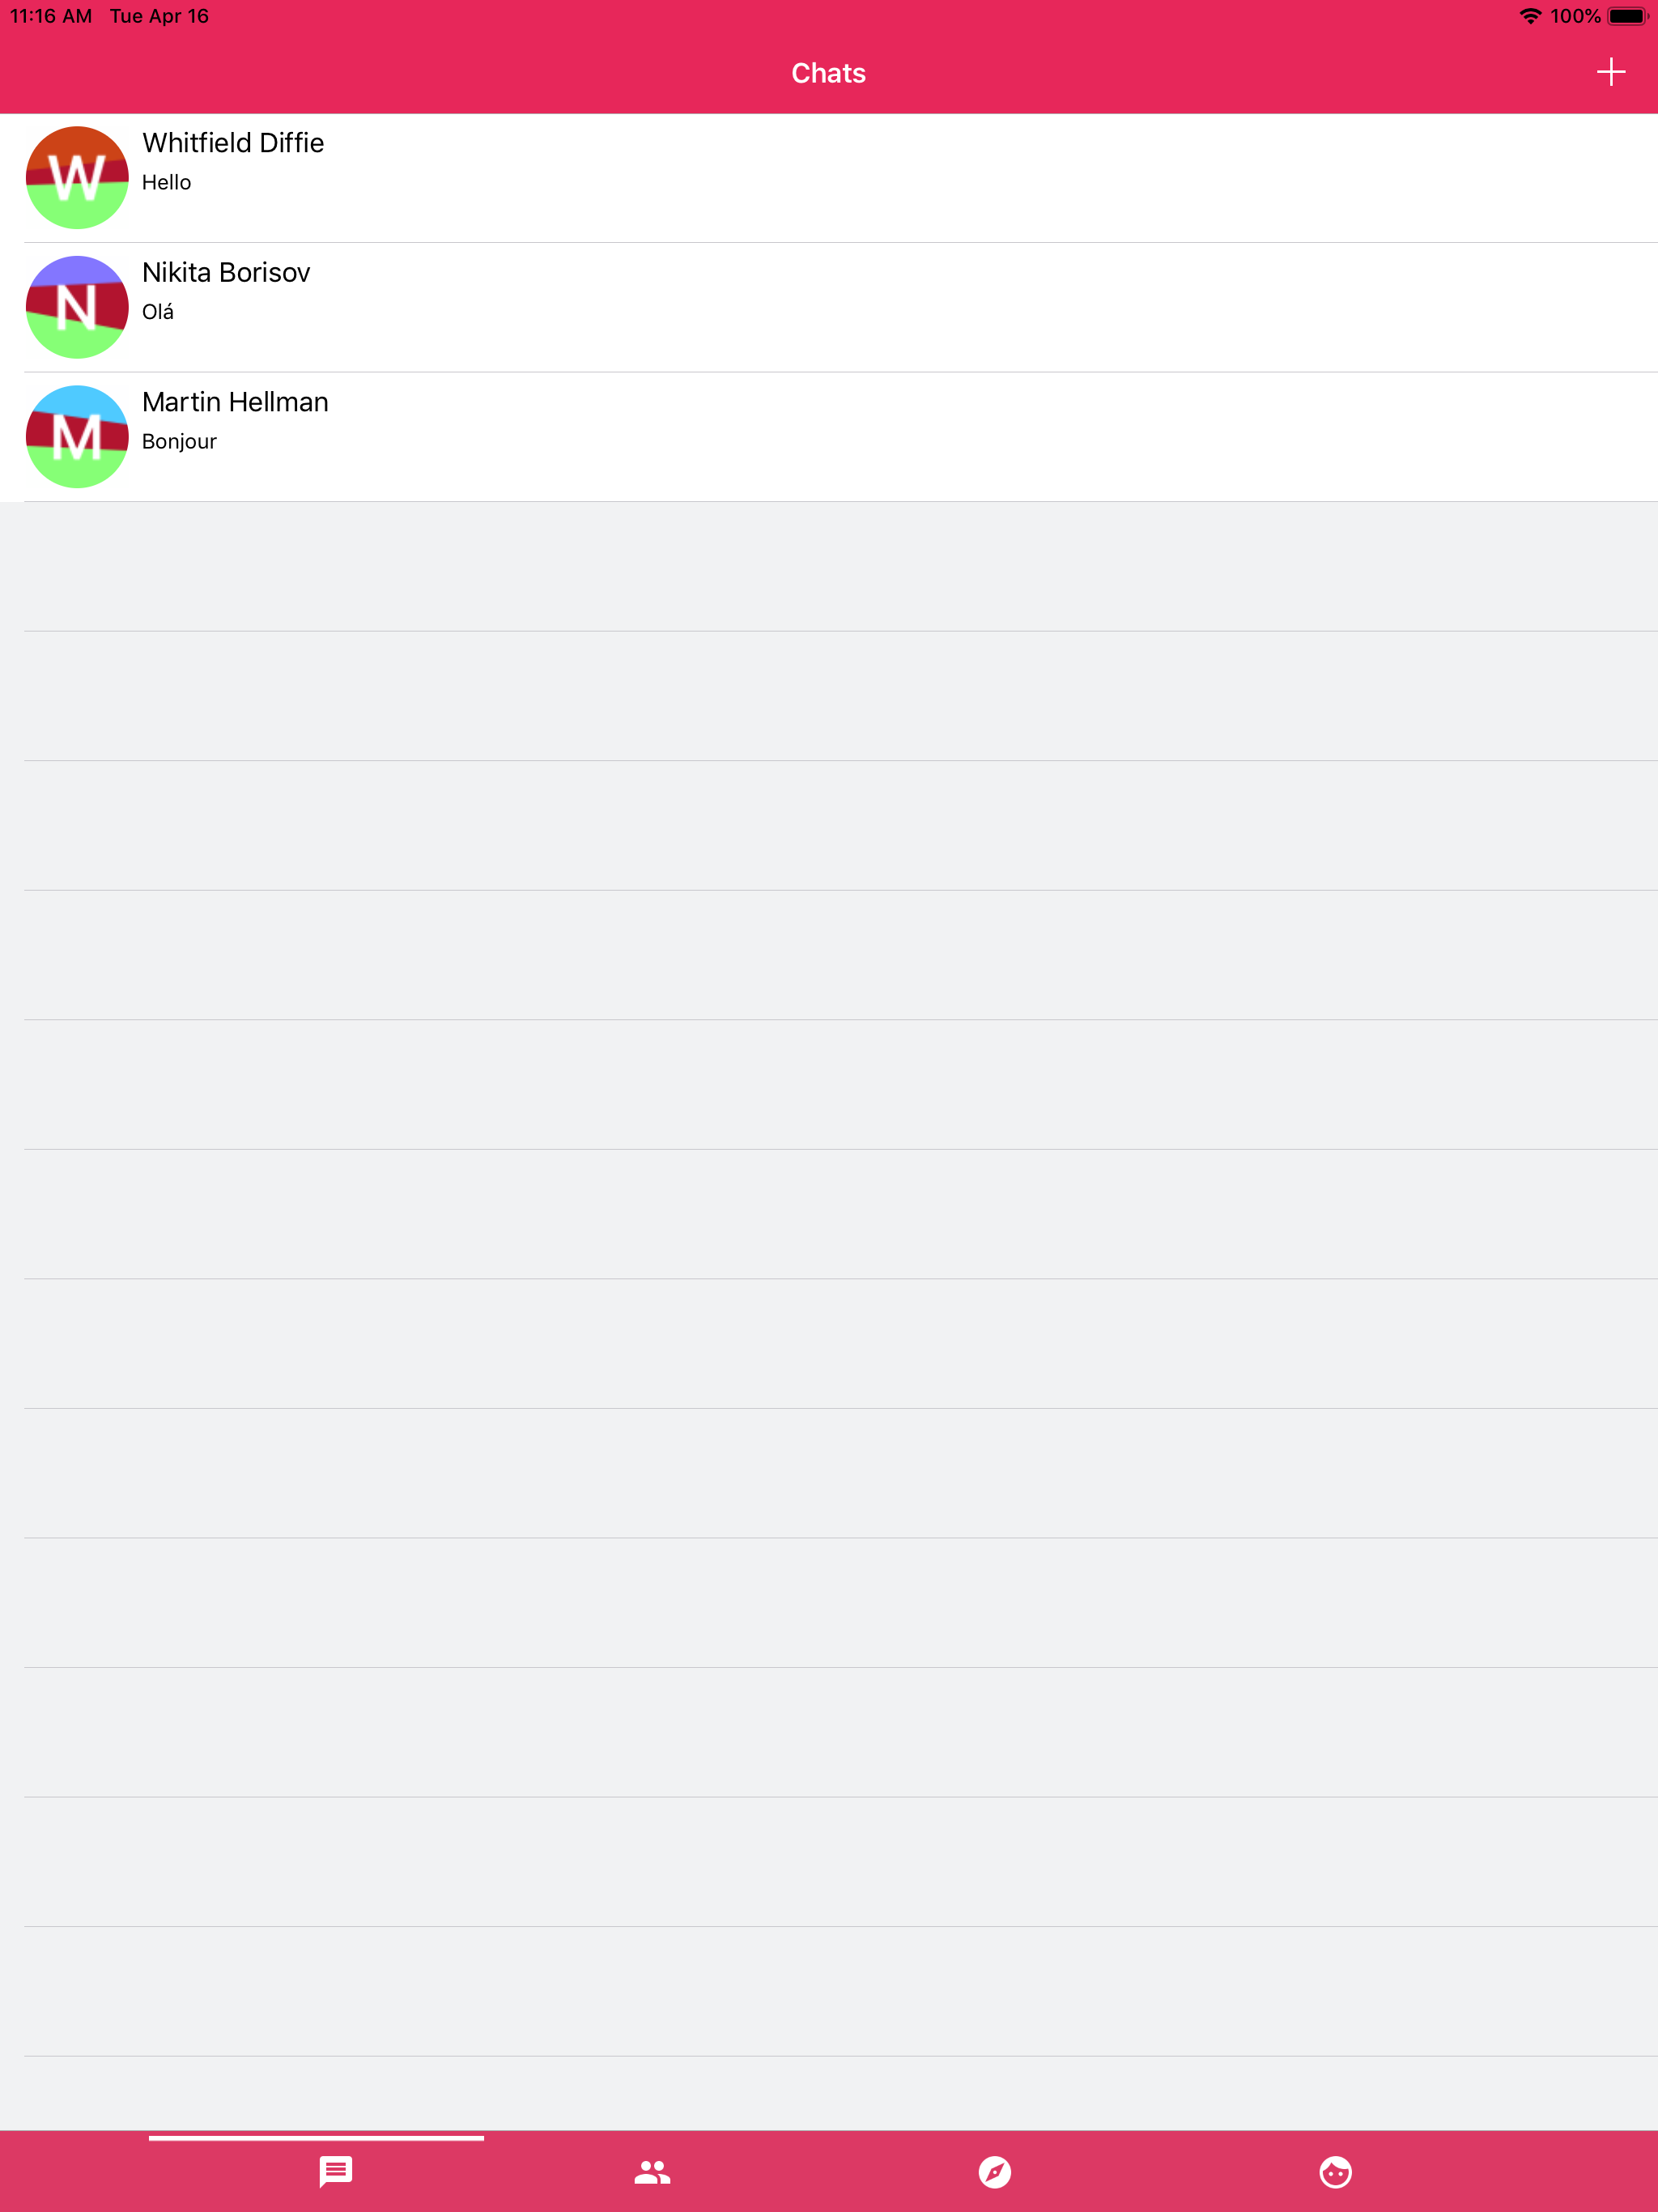 11:16 AM Tue Apr 16 100%
Chats
W
Whitfield Diffie
Hello
N
Nikita Borisov
Olá
M
Martin Hellman
Bonjour